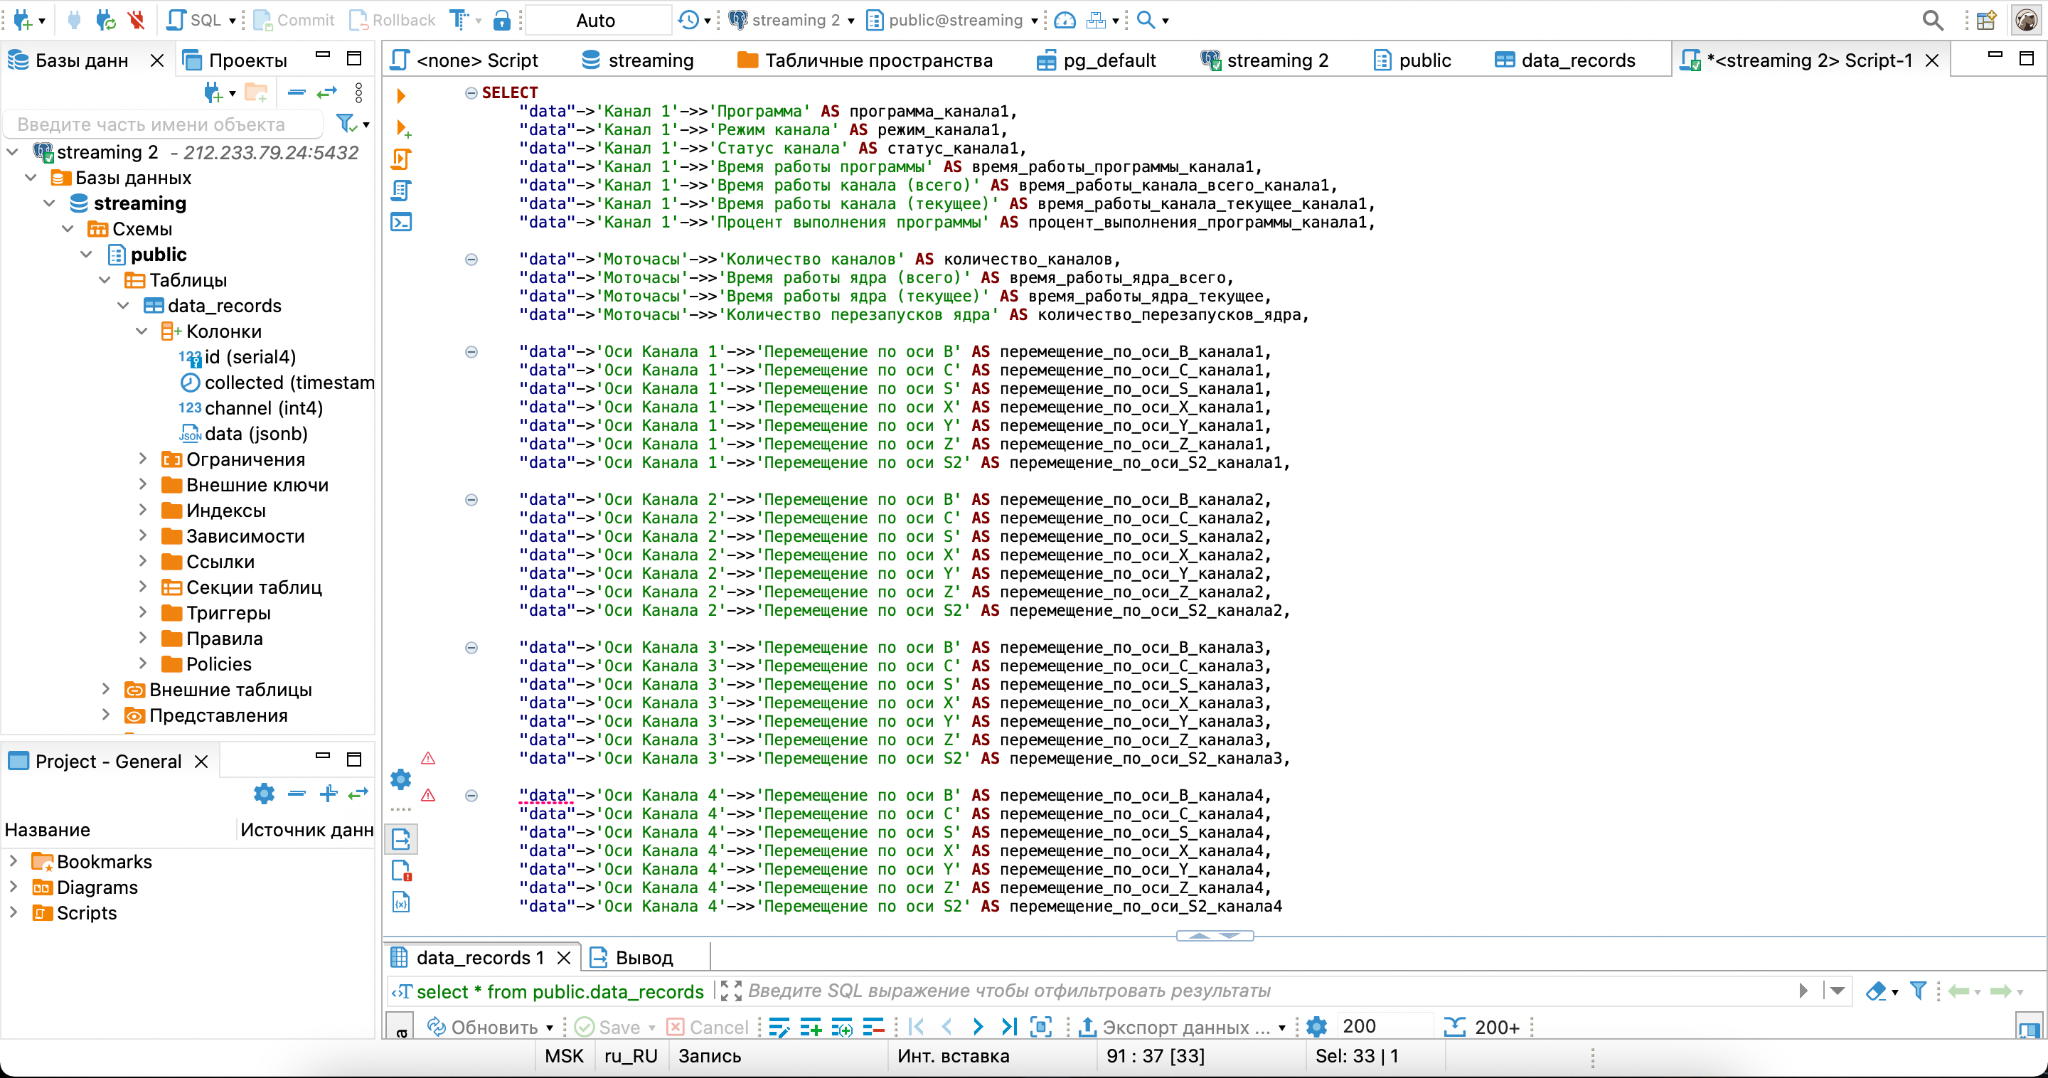 SQL Commit Rollback Auto streaming 2 public@streaming
Базы данн Проекты
<none> Script streaming Табличные пространства pg_default streaming 2 public data_records *<streaming 2> Script-1
Введите часть имени объекта
streaming 2 - 212.233.79.24:5432
Базы данных
streaming
Схемы
public
Таблицы
data_records
Колонки
123 id (serial4)
collected (timestam
123 channel (int4)
JSON data (jsonb)
Ограничения
Внешние ключи
Индексы
Зависимости
Ссылки
Секции таблиц
Триггеры
Правила
Policies
Внешние таблицы
Представления
Project - General
Название Источник данн
Bookmarks
Diagrams
Scripts
SELECT
"data"->'Канал 1'->>'Программа' AS программа_канала1,
"data"->'Канал 1'->>'Режим канала' AS режим_канала1,
"data"->'Канал 1'->>'Статус канала' AS статус_канала1,
"data"->'Канал 1'->>'Время работы программы' AS время_работы_программы_канала1,
"data"->'Канал 1'->>'Время работы канала (всего)' AS время_работы_канала_всего_канала1,
"data"->'Канал 1'->>'Время работы канала (текущее)' AS время_работы_канала_текущее_канала1,
"data"->'Канал 1'->>'Процент выполнения программы' AS процент_выполнения_программы_канала1,
"data"->'Моточасы'->>'Количество каналов' AS количество_каналов,
"data"->'Моточасы'->>'Время работы ядра (всего)' AS время_работы_ядра_всего,
"data"->'Моточасы'->>'Время работы ядра (текущее)' AS время_работы_ядра_текущее,
"data"->'Моточасы'->>'Количество перезапусков ядра' AS количество_перезапусков_ядра,
"data"->'Оси Канала 1'->>'Перемещение по оси B' AS перемещение_по_оси_B_канала1,
"data"->'Оси Канала 1'->>'Перемещение по оси C' AS перемещение_по_оси_C_канала1,
"data"->'Оси Канала 1'->>'Перемещение по оси S' AS перемещение_по_оси_S_канала1,
"data"->'Оси Канала 1'->>'Перемещение по оси X' AS перемещение_по_оси_X_канала1,
"data"->'Оси Канала 1'->>'Перемещение по оси Y' AS перемещение_по_оси_Y_канала1,
"data"->'Оси Канала 1'->>'Перемещение по оси Z' AS перемещение_по_оси_Z_канала1,
"data"->'Оси Канала 1'->>'Перемещение по оси S2' AS перемещение_по_оси_S2_канала1,
"data"->'Оси Канала 2'->>'Перемещение по оси B' AS перемещение_по_оси_B_канала2,
"data"->'Оси Канала 2'->>'Перемещение по оси C' AS перемещение_по_оси_C_канала2,
"data"->'Оси Канала 2'->>'Перемещение по оси S' AS перемещение_по_оси_S_канала2,
"data"->'Оси Канала 2'->>'Перемещение по оси X' AS перемещение_по_оси_X_канала2,
"data"->'Оси Канала 2'->>'Перемещение по оси Y' AS перемещение_по_оси_Y_канала2,
"data"->'Оси Канала 2'->>'Перемещение по оси Z' AS перемещение_по_оси_Z_канала2,
"data"->'Оси Канала 2'->>'Перемещение по оси S2' AS перемещение_по_оси_S2_канала2,
"data"->'Оси Канала 3'->>'Перемещение по оси B' AS перемещение_по_оси_B_канала3,
"data"->'Оси Канала 3'->>'Перемещение по оси C' AS перемещение_по_оси_C_канала3,
"data"->'Оси Канала 3'->>'Перемещение по оси S' AS перемещение_по_оси_S_канала3,
"data"->'Оси Канала 3'->>'Перемещение по оси X' AS перемещение_по_оси_X_канала3,
"data"->'Оси Канала 3'->>'Перемещение по оси Y' AS перемещение_по_оси_Y_канала3,
"data"->'Оси Канала 3'->>'Перемещение по оси Z' AS перемещение_по_оси_Z_канала3,
"data"->'Оси Канала 3'->>'Перемещение по оси S2' AS перемещение_по_оси_S2_канала3,
"data"->'Оси Канала 4'->>'Перемещение по оси B' AS перемещение_по_оси_B_канала4,
"data"->'Оси Канала 4'->>'Перемещение по оси C' AS перемещение_по_оси_C_канала4,
"data"->'Оси Канала 4'->>'Перемещение по оси S' AS перемещение_по_оси_S_канала4,
"data"->'Оси Канала 4'->>'Перемещение по оси X' AS перемещение_по_оси_X_канала4,
"data"->'Оси Канала 4'->>'Перемещение по оси Y' AS перемещение_по_оси_Y_канала4,
"data"->'Оси Канала 4'->>'Перемещение по оси Z' AS перемещение_по_оси_Z_канала4,
"data"->'Оси Канала 4'->>'Перемещение по оси S2' AS перемещение_по_оси_S2_канала4
data_records 1 Вывод
select * from public.data_records Введите SQL выражение чтобы отфильтровать результаты
Обновить Save Cancel Экспорт данных ... 200 200+
MSK ru_RU Запись Инт. вставка 91 : 37 [33] Sel: 33 | 1